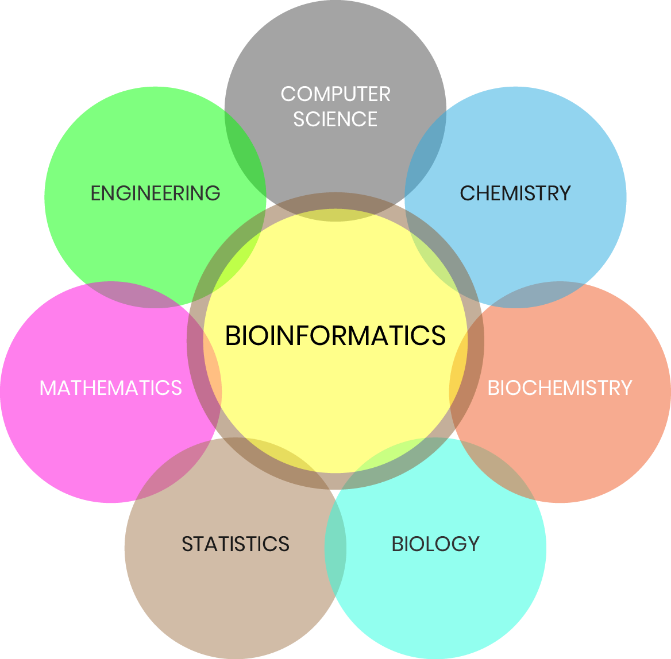 COMPUTER
SCIENCE
ENGINEERING
CHEMISTRY
BIOINFORMATICS
MATHEMATICS
BIOCHEMISTRY
STATISTICS
BIOLOGY